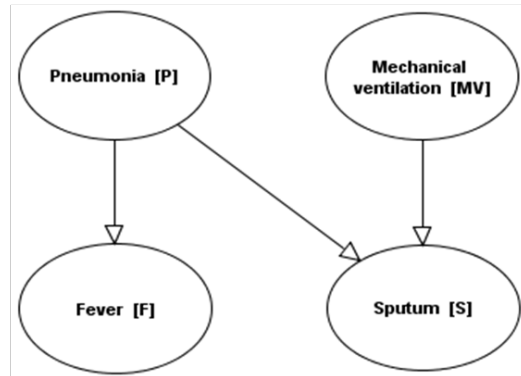 Pneumonia [P]
Mechanical
ventilation [MV]
Fever [F]
Sputum [S]